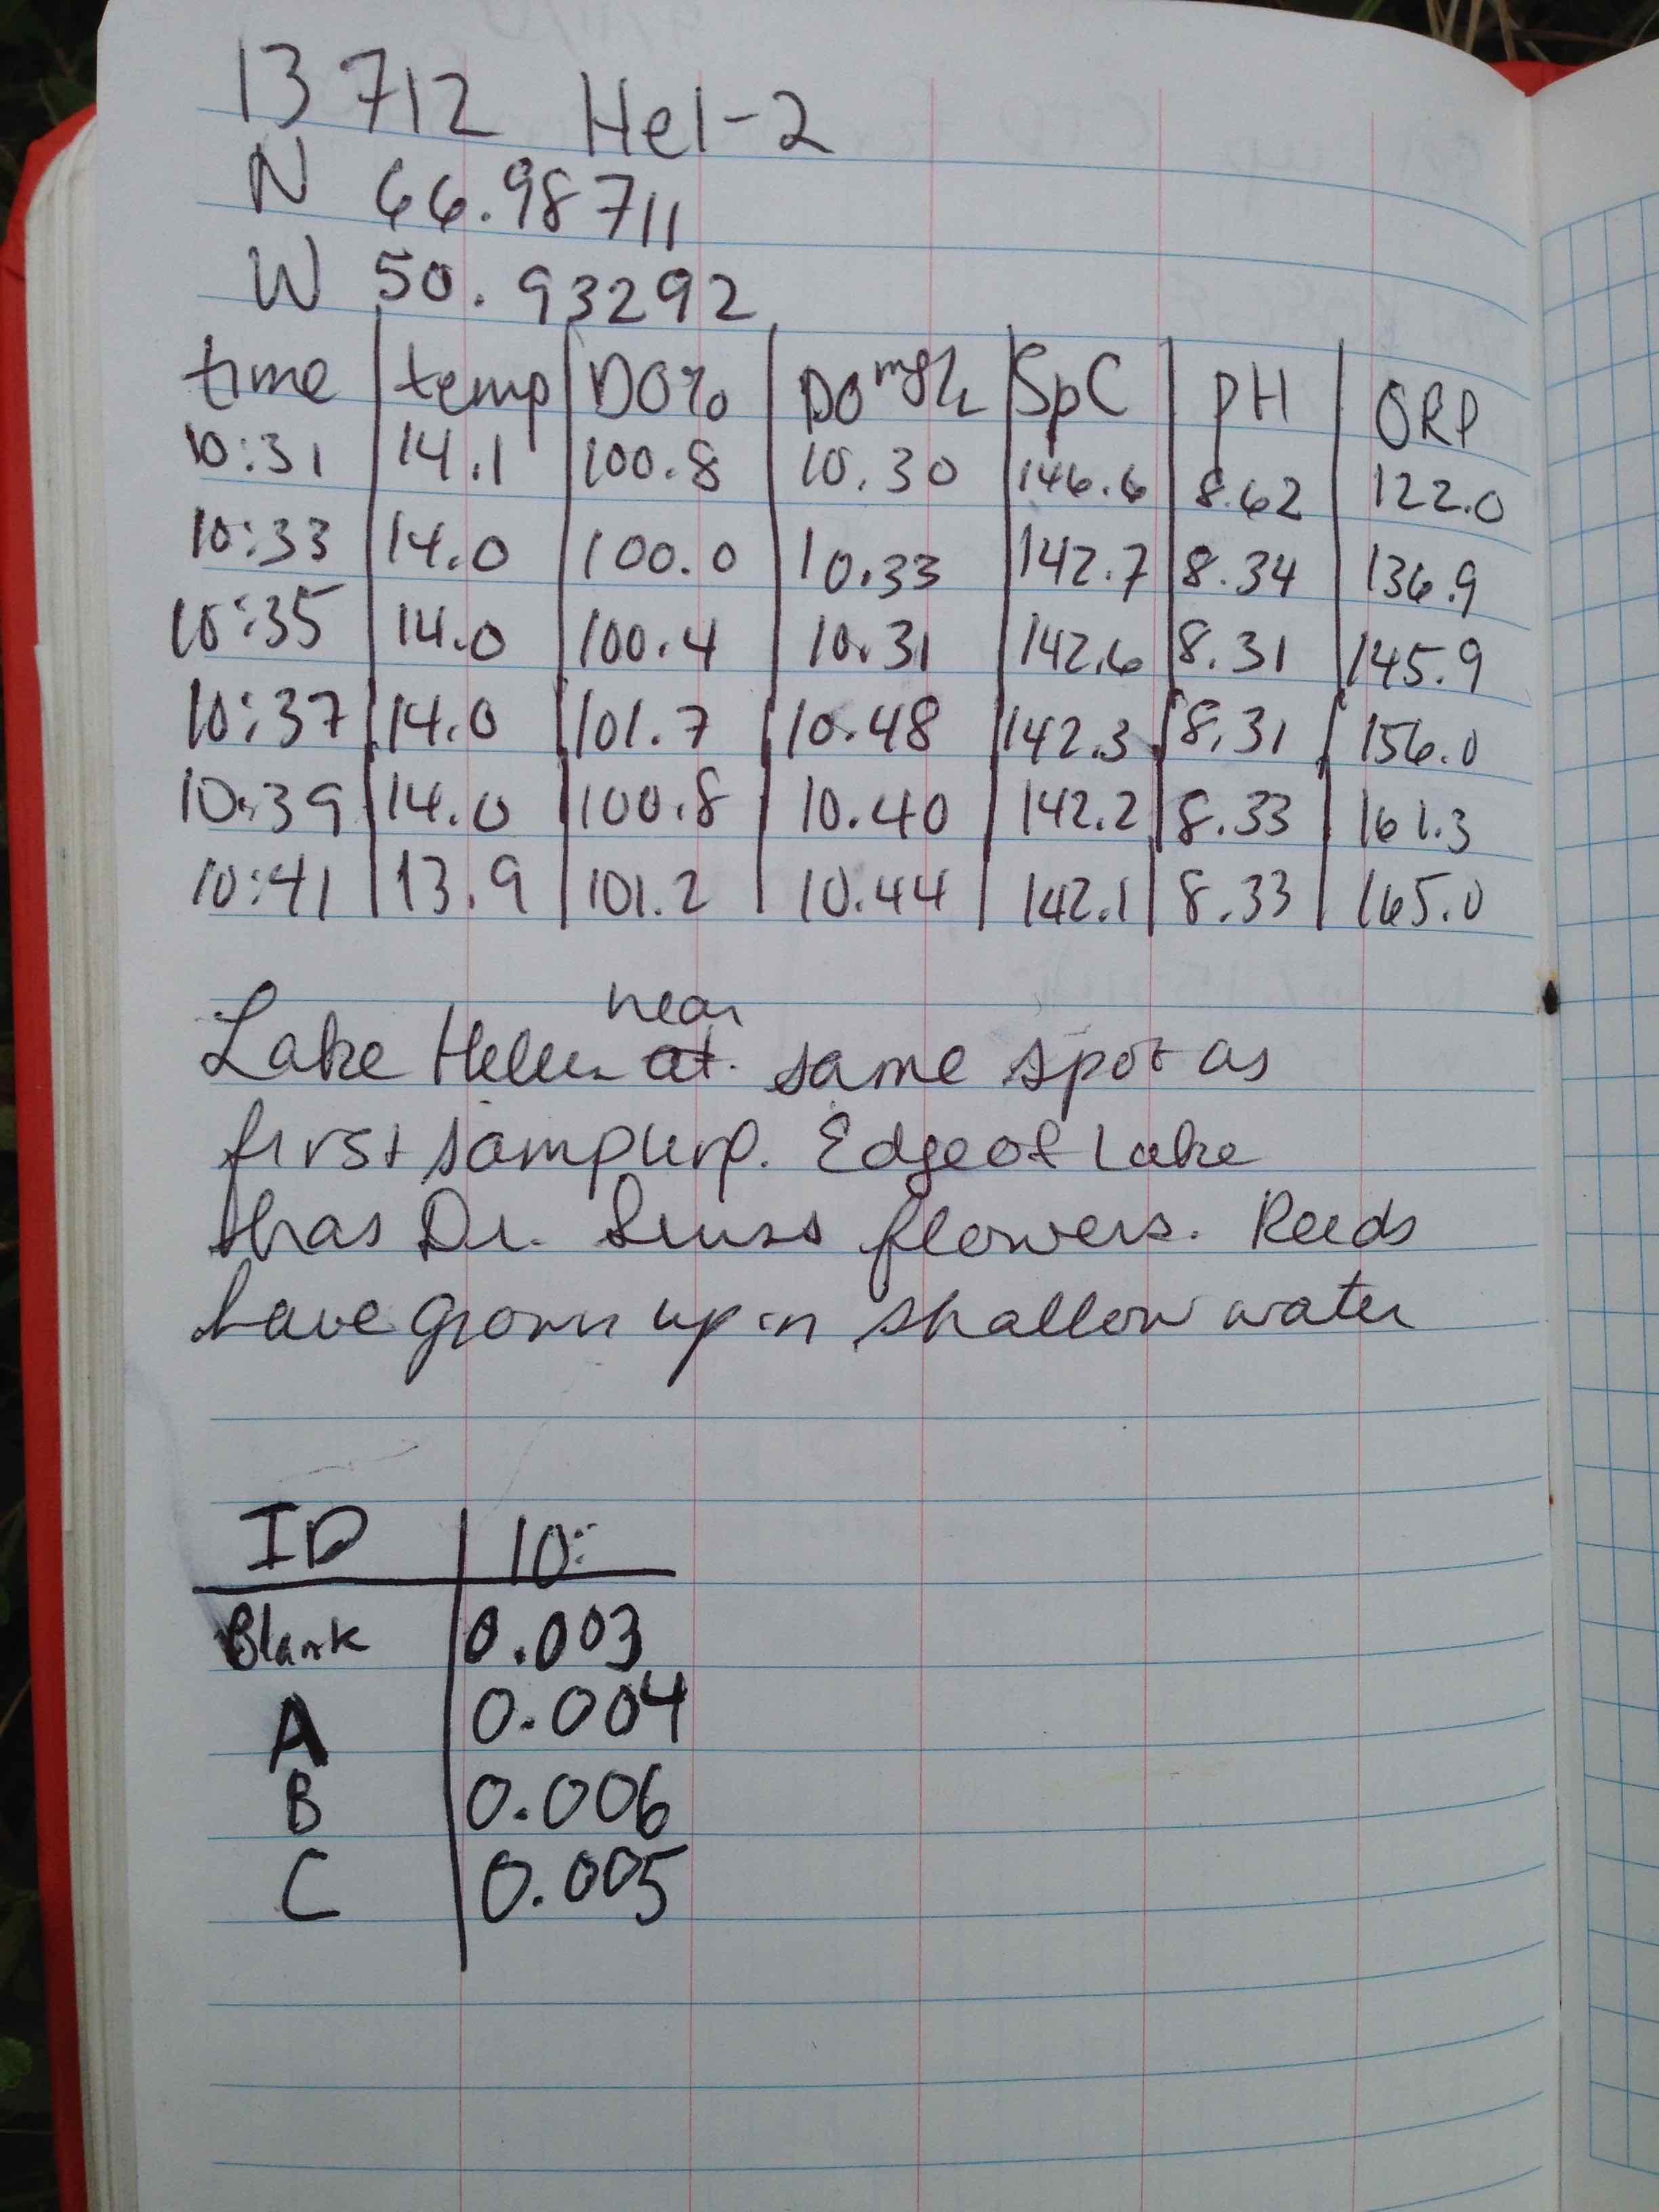 13 712 Hel-2
N 66.98711
W 50.93292
time temp DO% DO mg/L SpC pH ORP
10:31 14.1 100.8 10.30 146.6 8.62 122.0
10:33 14.0 100.0 10.33 142.7 8.34 136.9
10:35 14.0 100.4 10.31 142.6 8.31 145.9
10:37 14.0 101.7 10.48 142.3 8.31 156.0
10:39 14.0 100.8 10.40 142.2 8.33 161.3
10:41 13.9 101.2 10.44 142.1 8.33 165.0
near
Lake Helen at same spot as
first sampling. Edge of Lake
has Dr. Seuss flowers. Reeds
have grown up in shallow water
ID 10:
Blank 0.003
A 0.004
B 0.006
C 0.005